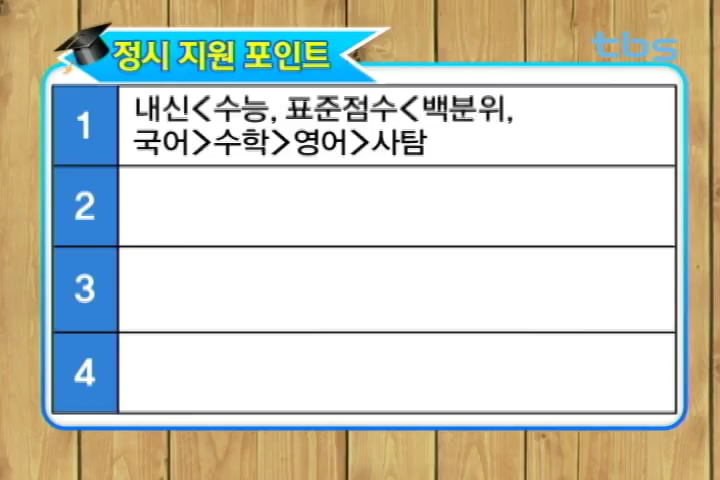 정시 지원 포인트
tbs
1
내신<수능, 표준점수<백분위,
국어>수학>영어>사탐
2
3
4